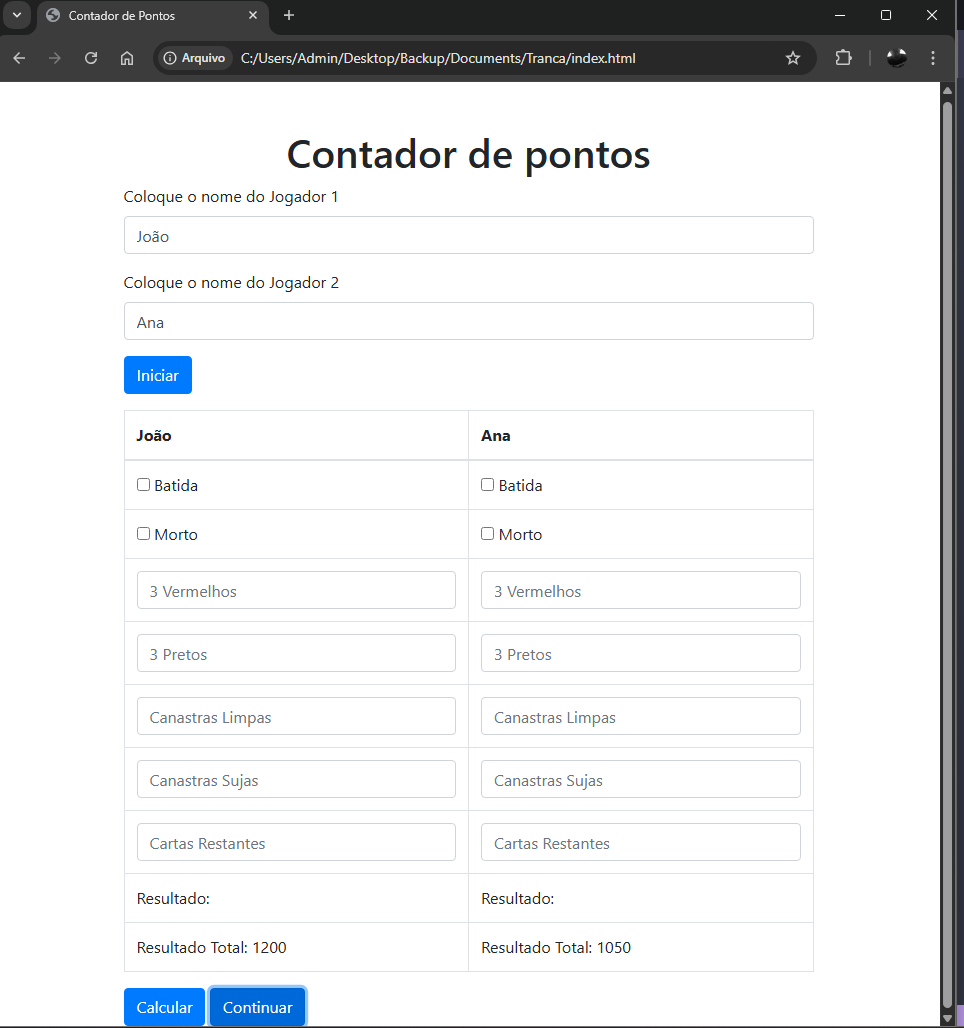 Contador de Pontos
Arquivo C:/Users/Admin/Desktop/Backup/Documents/Tranca/index.html
Contador de pontos
Coloque o nome do Jogador 1
João
Coloque o nome do Jogador 2
Ana
Iniciar
João Ana
Batida Batida
Morto Morto
3 Vermelhos 3 Vermelhos
3 Pretos 3 Pretos
Canastras Limpas Canastras Limpas
Canastras Sujas Canastras Sujas
Cartas Restantes Cartas Restantes
Resultado: Resultado:
Resultado Total: 1200 Resultado Total: 1050
Calcular Continuar